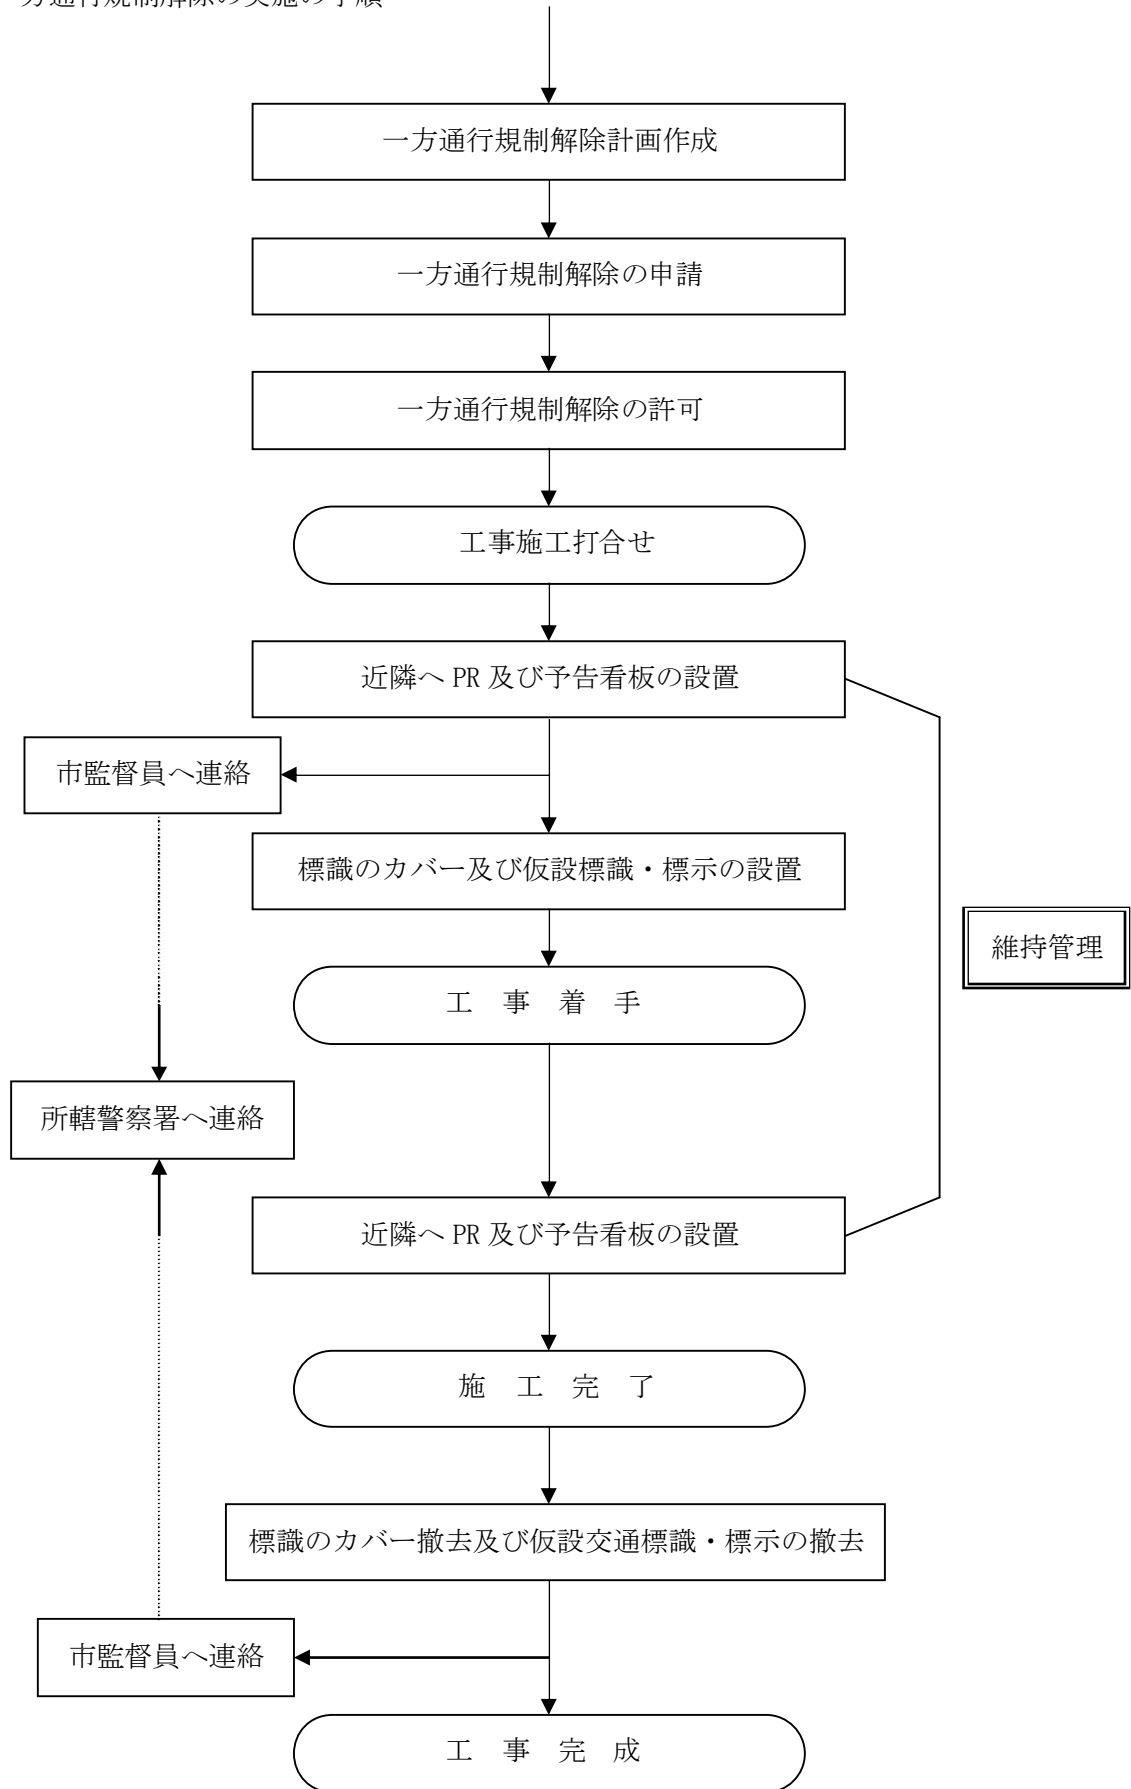 方通行規制解除の実施の手順
一方通行規制解除計画作成
一方通行規制解除の申請
一方通行規制解除の許可
工事施工打合せ
近隣へ PR 及び予告看板の設置
市監督員へ連絡
標識のカバー及び仮設標識・標示の設置
維持管理
工 事 着 手
所轄警察署へ連絡
近隣へ PR 及び予告看板の設置
施 工 完 了
標識のカバー撤去及び仮設交通標識・標示の撤去
市監督員へ連絡
工 事 完 成